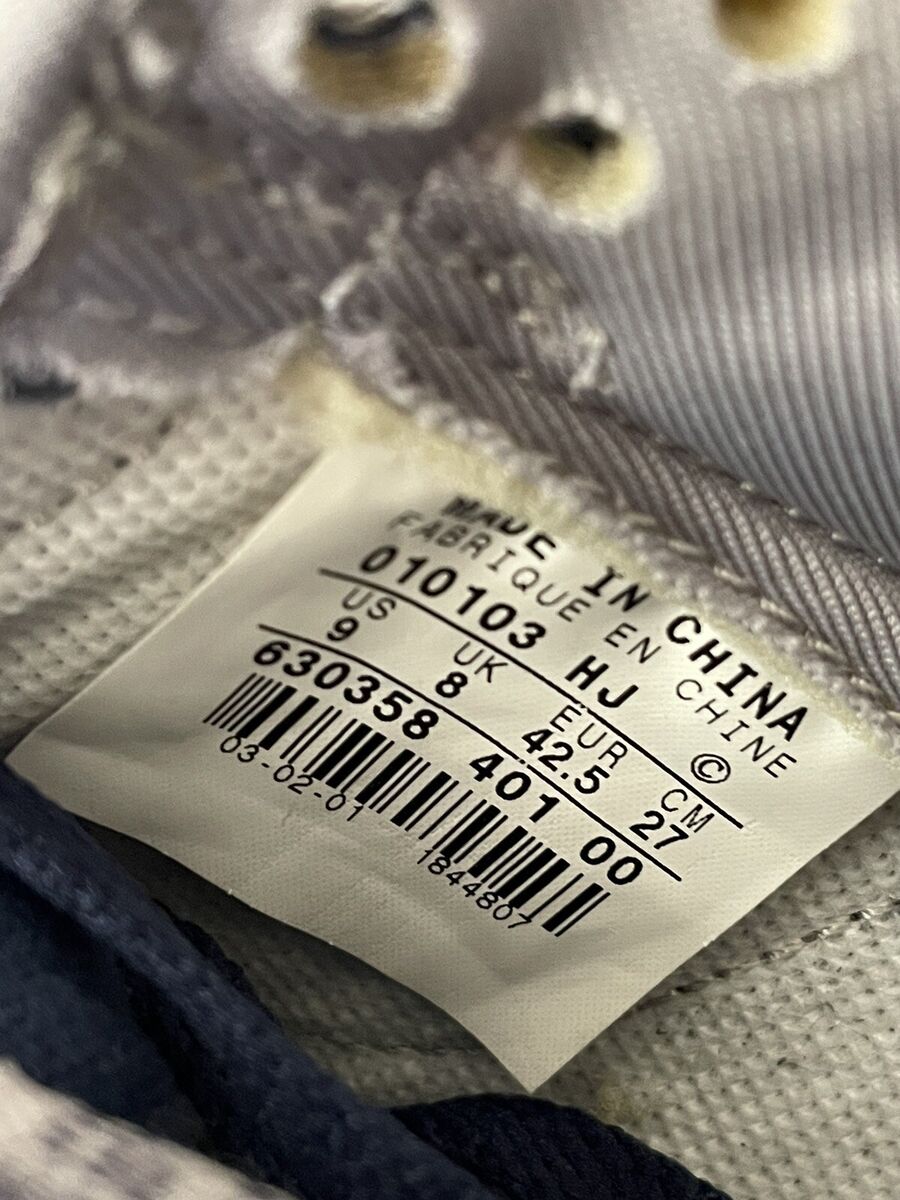 MADE IN CHINA
FABRIQUE EN CHINE
010103 HJ ©
US UK EUR CM
9 8 42.5 27
630358 401 00
03-02-01 1844807